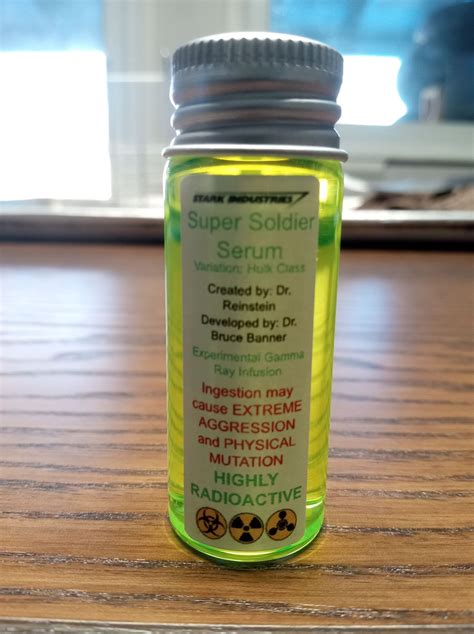 STARK INDUSTRIES
Super Soldier
Serum
Variation; Hulk Class
Created by: Dr.
Reinstein
Developed by: Dr.
Bruce Banner
Experimental Gamma
Ray Infusion
Ingestion may
cause EXTREME
AGGRESSION
and PHYSICAL
MUTATION
HIGHLY
RADIOACTIVE